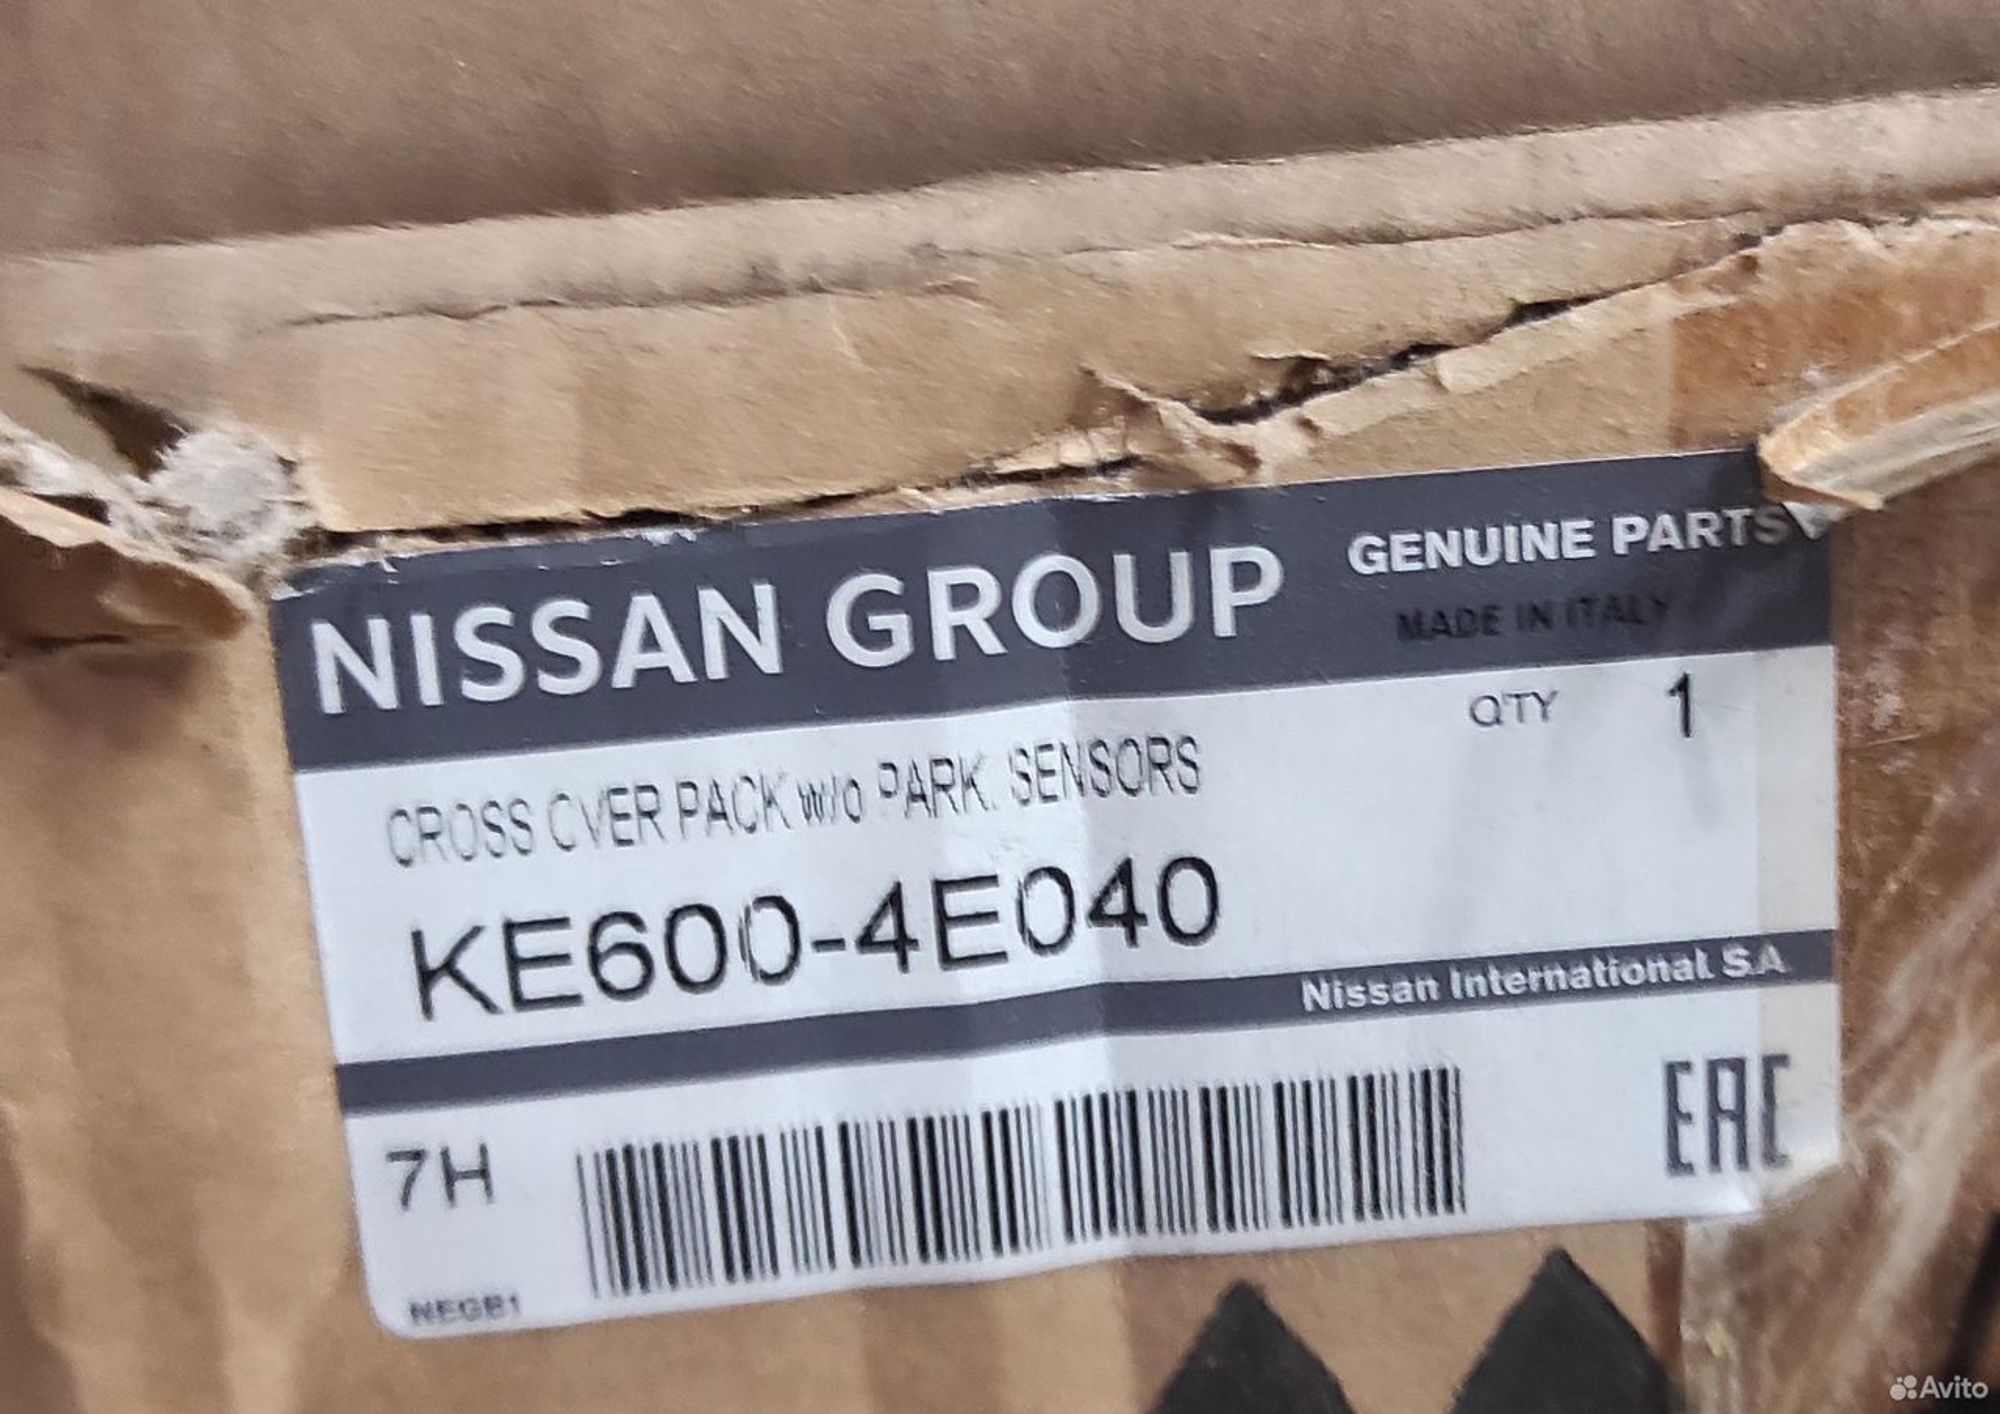 NISSAN GROUP
GENUINE PARTS
MADE IN ITALY
QTY 1
CROSS OVER PACK w/o PARK. SENSORS
KE600-4E040
Nissan International S.A.
7H
EAC
NEGB1
Avito